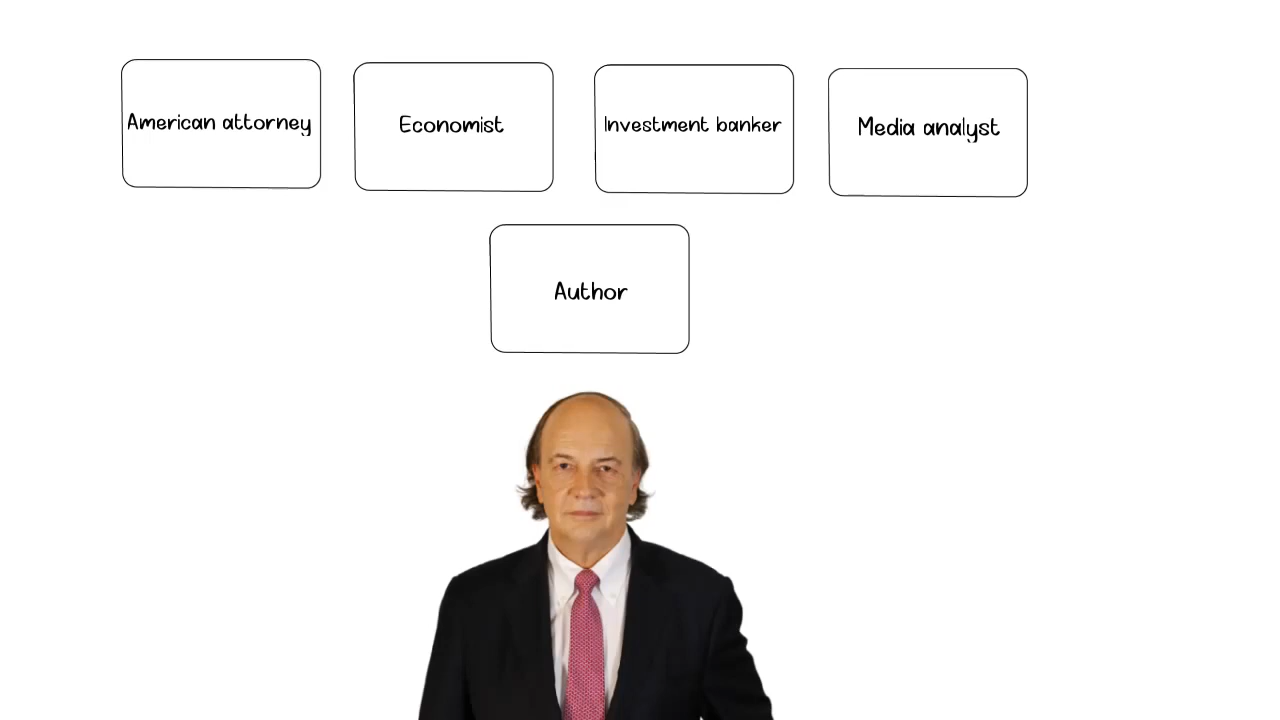 American attorney
Economist
Investment banker
Media analyst
Author